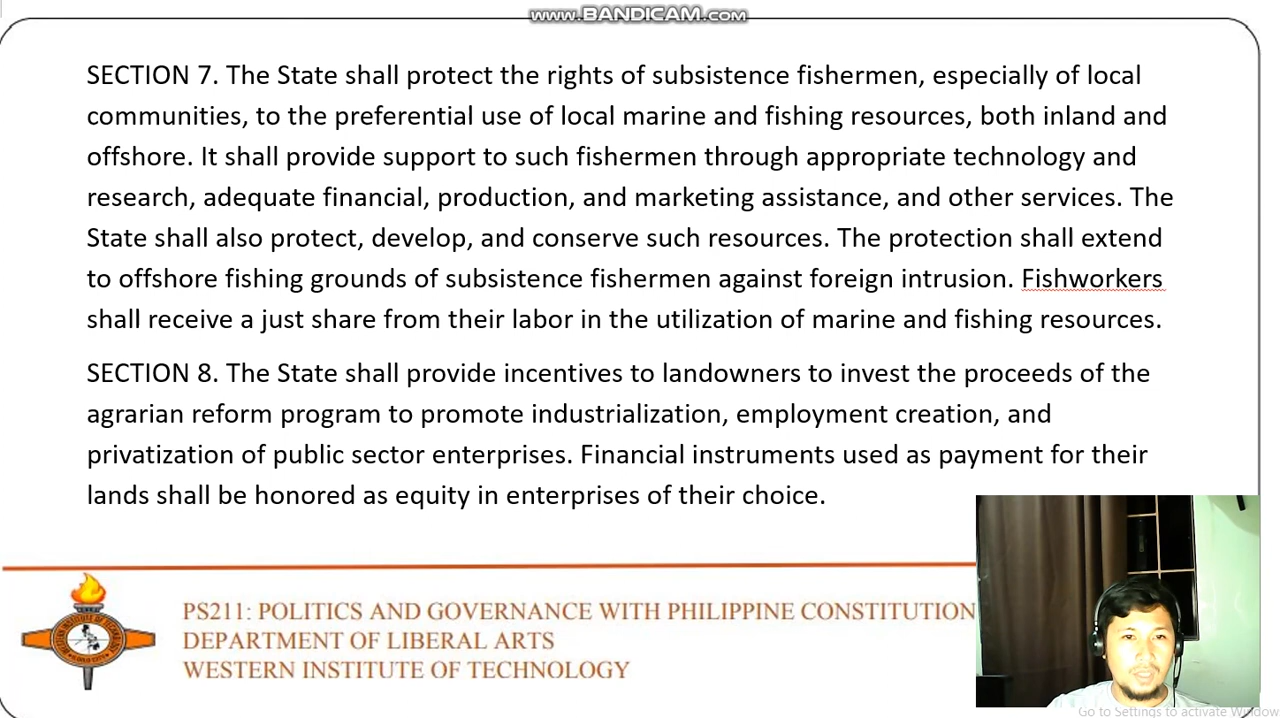 www.BANDICAM.com
SECTION 7. The State shall protect the rights of subsistence fishermen, especially of local
communities, to the preferential use of local marine and fishing resources, both inland and
offshore. It shall provide support to such fishermen through appropriate technology and
research, adequate financial, production, and marketing assistance, and other services. The
State shall also protect, develop, and conserve such resources. The protection shall extend
to offshore fishing grounds of subsistence fishermen against foreign intrusion. Fishworkers
shall receive a just share from their labor in the utilization of marine and fishing resources.
SECTION 8. The State shall provide incentives to landowners to invest the proceeds of the
agrarian reform program to promote industrialization, employment creation, and
privatization of public sector enterprises. Financial instruments used as payment for their
lands shall be honored as equity in enterprises of their choice.
PS211: POLITICS AND GOVERNANCE WITH PHILIPPINE CONSTITUTION
DEPARTMENT OF LIBERAL ARTS
WESTERN INSTITUTE OF TECHNOLOGY
Go to Settings to activate Window